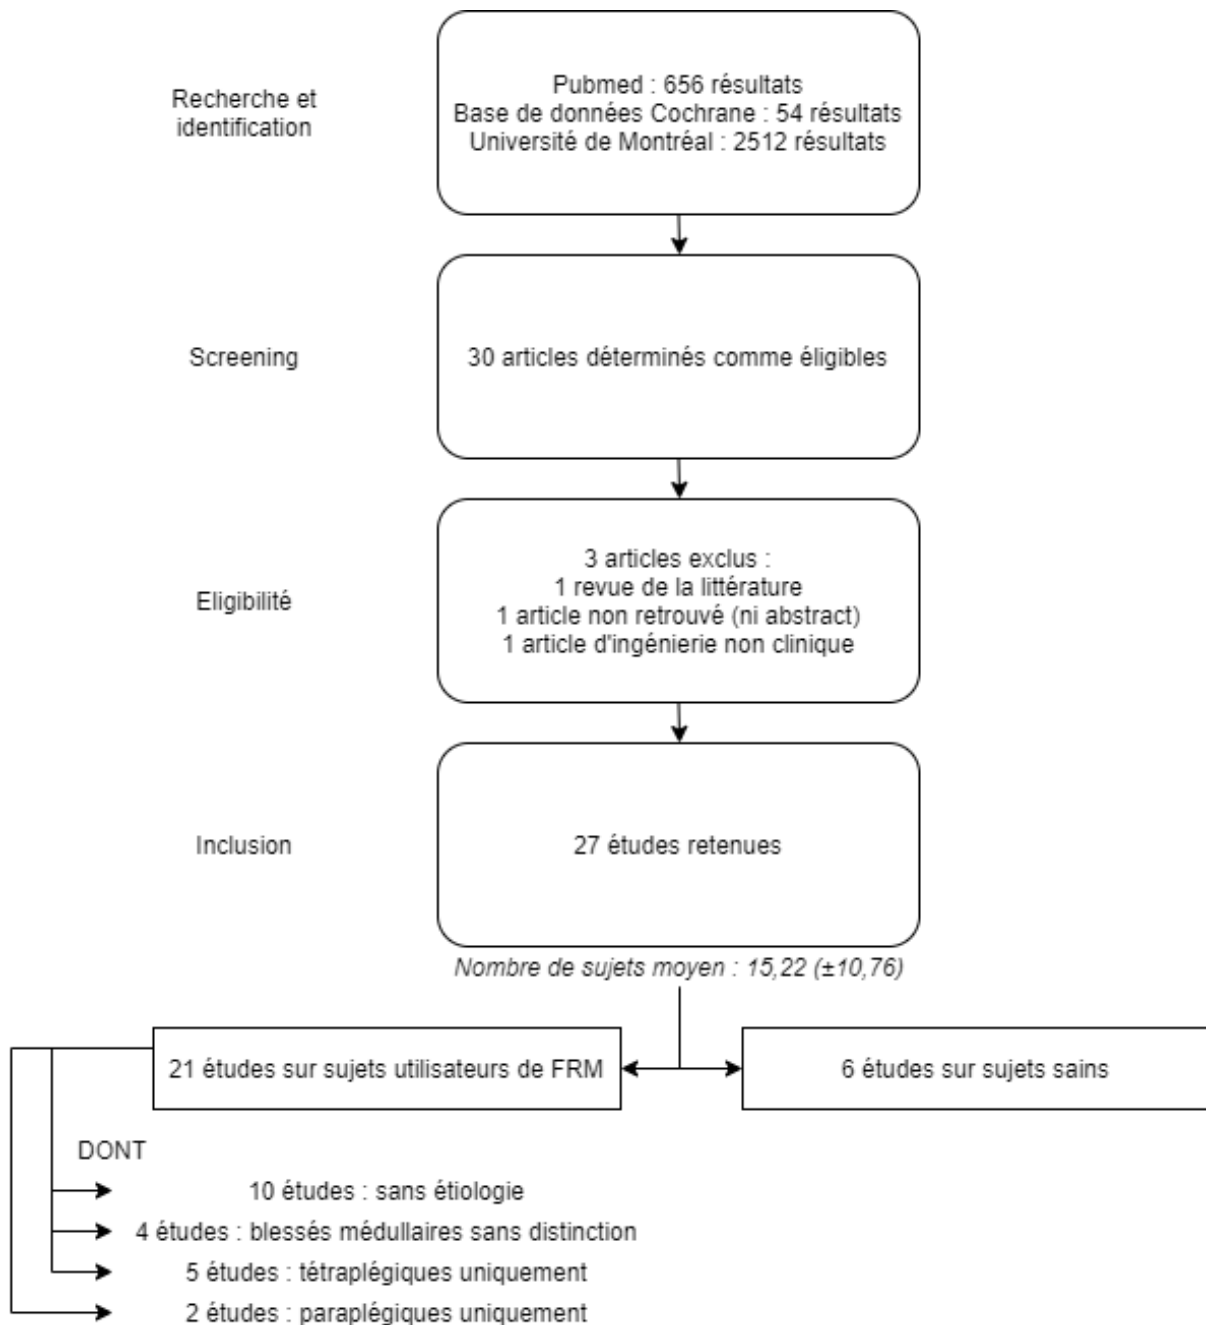 Recherche et
identification
Pubmed : 656 résultats
Base de données Cochrane : 54 résultats
Université de Montréal : 2512 résultats
Screening
30 articles déterminés comme éligibles
Eligibilité
3 articles exclus :
1 revue de la littérature
1 article non retrouvé (ni abstract)
1 article d'ingénierie non clinique
Inclusion
27 études retenues
Nombre de sujets moyen : 15,22 (±10,76)
21 études sur sujets utilisateurs de FRM
6 études sur sujets sains
DONT
10 études : sans étiologie
4 études : blessés médullaires sans distinction
5 études : tétraplégiques uniquement
2 études : paraplégiques uniquement